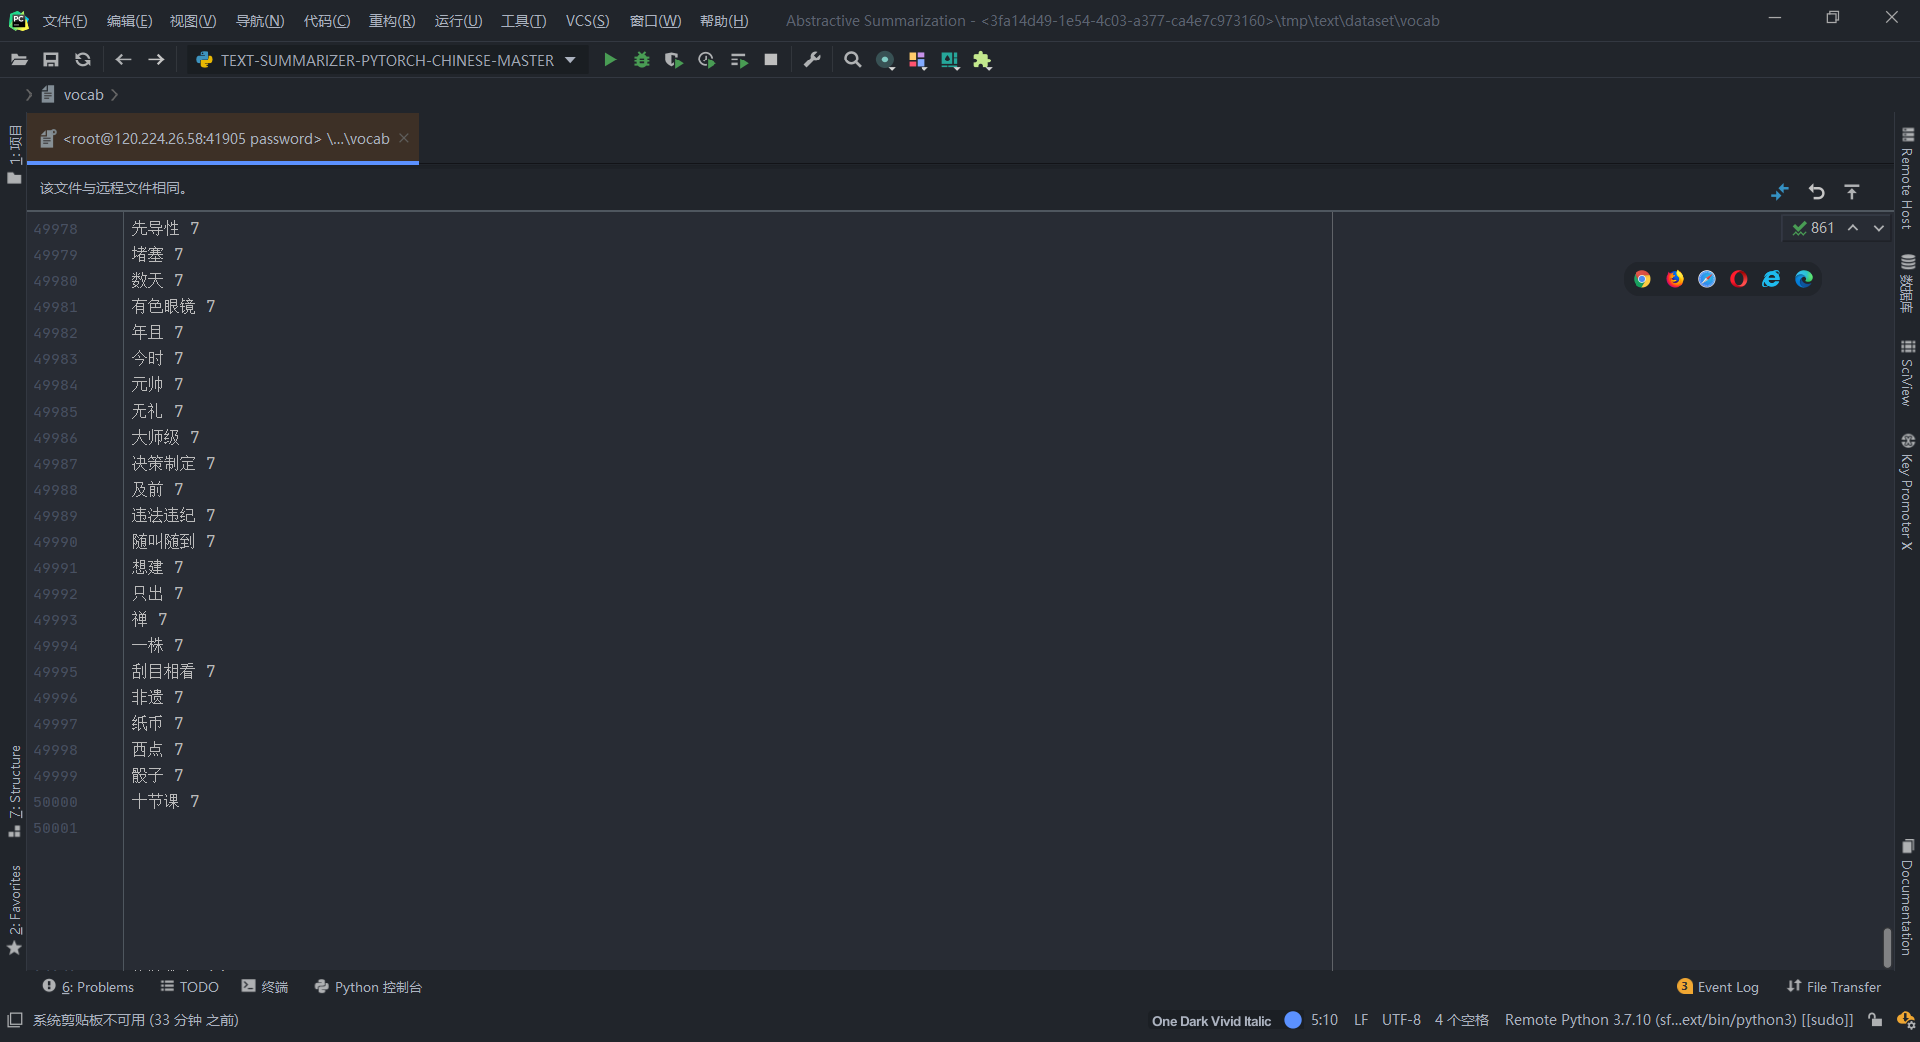 文件(F) 编辑(E) 视图(V) 导航(N) 代码(C) 重构(R) 运行(U) 工具(T) VCS(S) 窗口(W) 帮助(H) Abstractive Summarization - <3fa14d49-1e54-4c03-a377-ca4e7c973160>\tmp\text\dataset\vocab
TEXT-SUMMARIZER-PYTORCH-CHINESE-MASTER
vocab
<root@120.224.26.58:41905 password> \...\vocab
该文件与远程文件相同。
861
49978 先导性 7
49979 堵塞 7
49980 数天 7
49981 有色眼镜 7
49982 年且 7
49983 今时 7
49984 元帅 7
49985 无礼 7
49986 大师级 7
49987 决策制定 7
49988 及前 7
49989 违法违纪 7
49990 随叫随到 7
49991 想建 7
49992 只出 7
49993 禅 7
49994 一株 7
49995 刮目相看 7
49996 非遗 7
49997 纸币 7
49998 西点 7
49999 骰子 7
50000 十节课 7
50001
1: 项目
7: Structure
2: Favorites
Remote Host
数据库
SciView
Key Promoter X
Documentation
6: Problems TODO 终端 Python 控制台 3 Event Log File Transfer
系统剪贴板不可用 (33 分钟 之前) One Dark Vivid Italic 5:10 LF UTF-8 4 个空格 Remote Python 3.7.10 (sf...ext/bin/python3) [[sudo]]